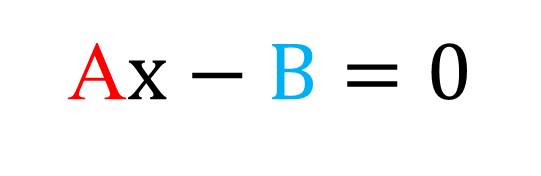 Ax − B = 0